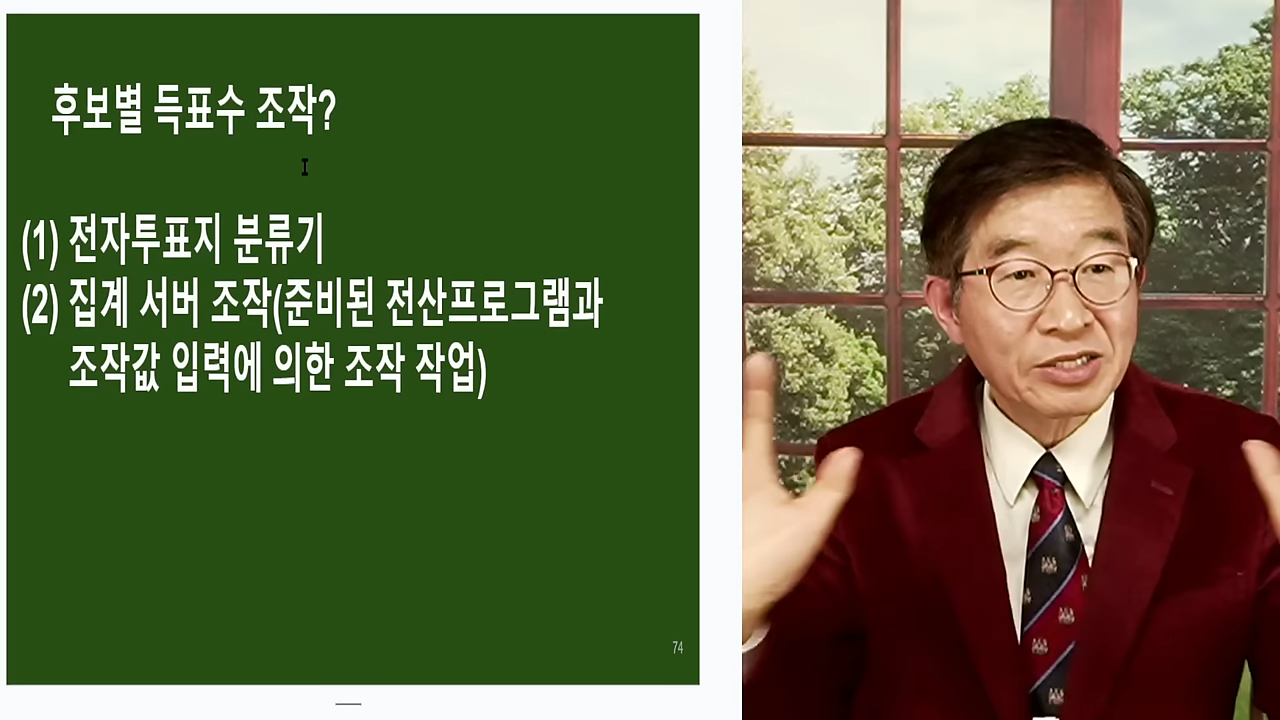 후보별 득표수 조작?
(1) 전자투표지 분류기
(2) 집계 서버 조작(준비된 전산프로그램과
조작값 입력에 의한 조작 작업)
74